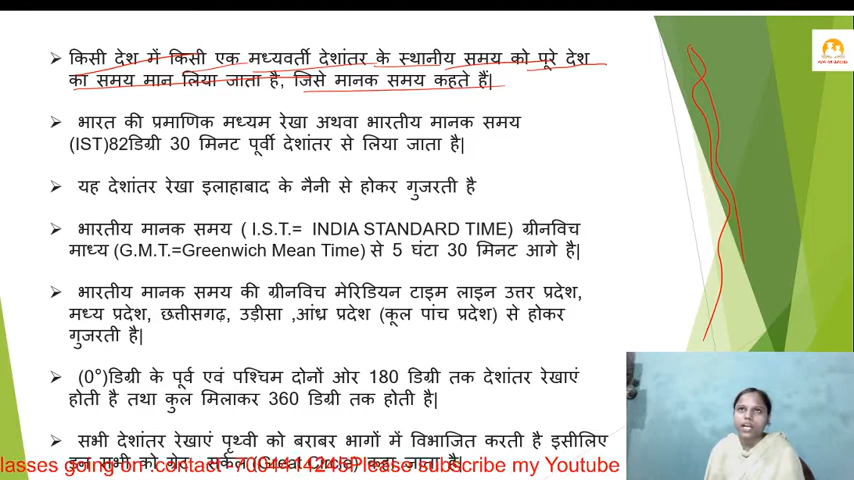 किसी देश में किसी एक मध्यवर्ती देशांतर के स्थानीय समय को पूरे देश
का समय मान लिया जाता है, जिसे मानक समय कहते हैं|
भारत की प्रमाणिक मध्यम रेखा अथवा भारतीय मानक समय
(IST)82डिग्री 30 मिनट पूर्वी देशांतर से लिया जाता है|
यह देशांतर रेखा इलाहाबाद के नैनी से होकर गुजरती है
भारतीय मानक समय ( I.S.T.= INDIA STANDARD TIME) ग्रीनविच
माध्य (G.M.T.=Greenwich Mean Time) से 5 घंटा 30 मिनट आगे है|
भारतीय मानक समय की ग्रीनविच मेरिडियन टाइम लाइन उत्तर प्रदेश,
मध्य प्रदेश, छत्तीसगढ़, उड़ीसा ,आंध्र प्रदेश (कूल पांच प्रदेश) से होकर
गुजरती है|
(0°)डिग्री के पूर्व एवं पश्चिम दोनों ओर 180 डिग्री तक देशांतर रेखाएं
होती है तथा कुल मिलाकर 360 डिग्री तक होती है|
सभी देशांतर रेखाएं पृथ्वी को बराबर भागों में विभाजित करती है इसीलिए
इन सभी को ग्रेट सर्कल (Great Circle) कहा जाता है|
lasses going on contact -7004414245Please subscribe my Youtube